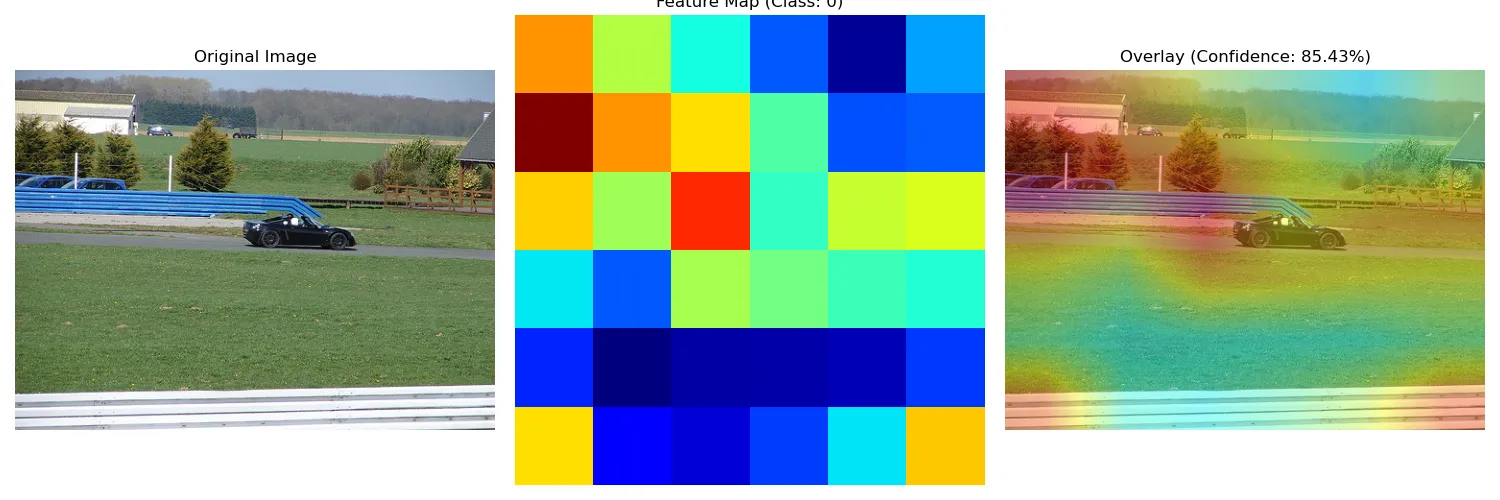 Original Image
Feature Map (Class: 0)
Overlay (Confidence: 85.43%)